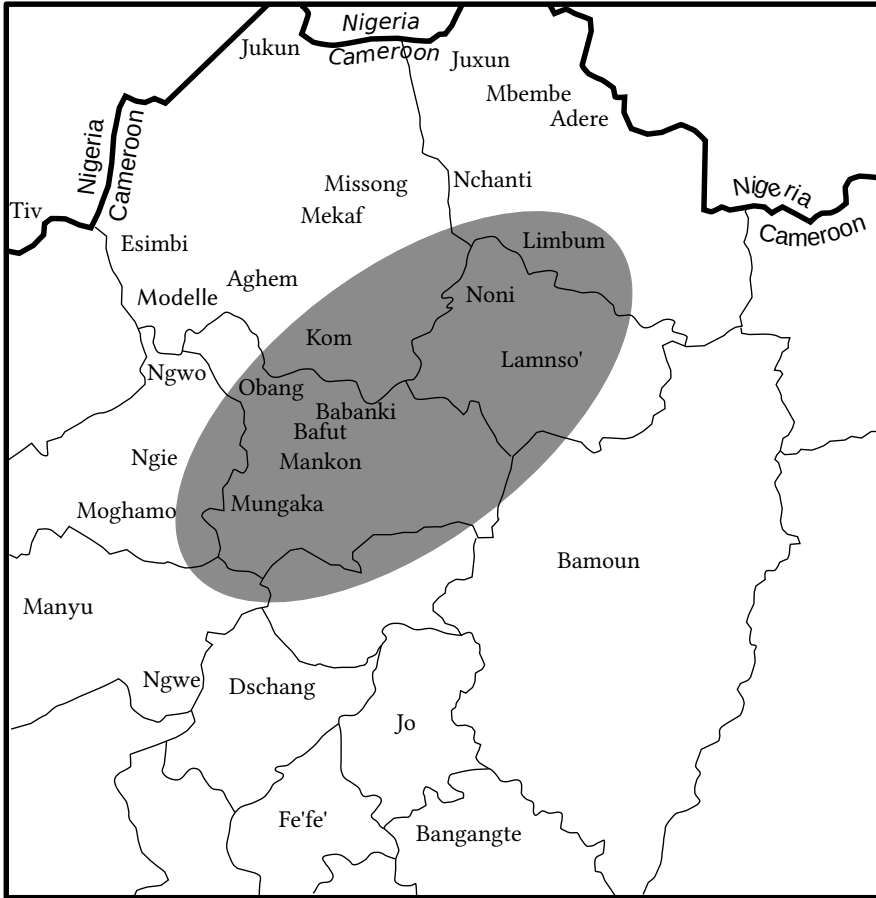 Nigeria
Cameroon
Jukun
Juxun
Mbembe
Adere
Nigeria
Cameroon
Missong
Nchanti
Mekaf
Nigeria
Cameroon
Tiv
Esimbi
Limbum
Aghem
Modelle
Noni
Kom
Lamnso'
Ngwo
Obang
Babanki
Bafut
Ngie
Mankon
Moghamo
Mungaka
Bamoun
Manyu
Ngwe
Dschang
Jo
Fe'fe'
Bangangte